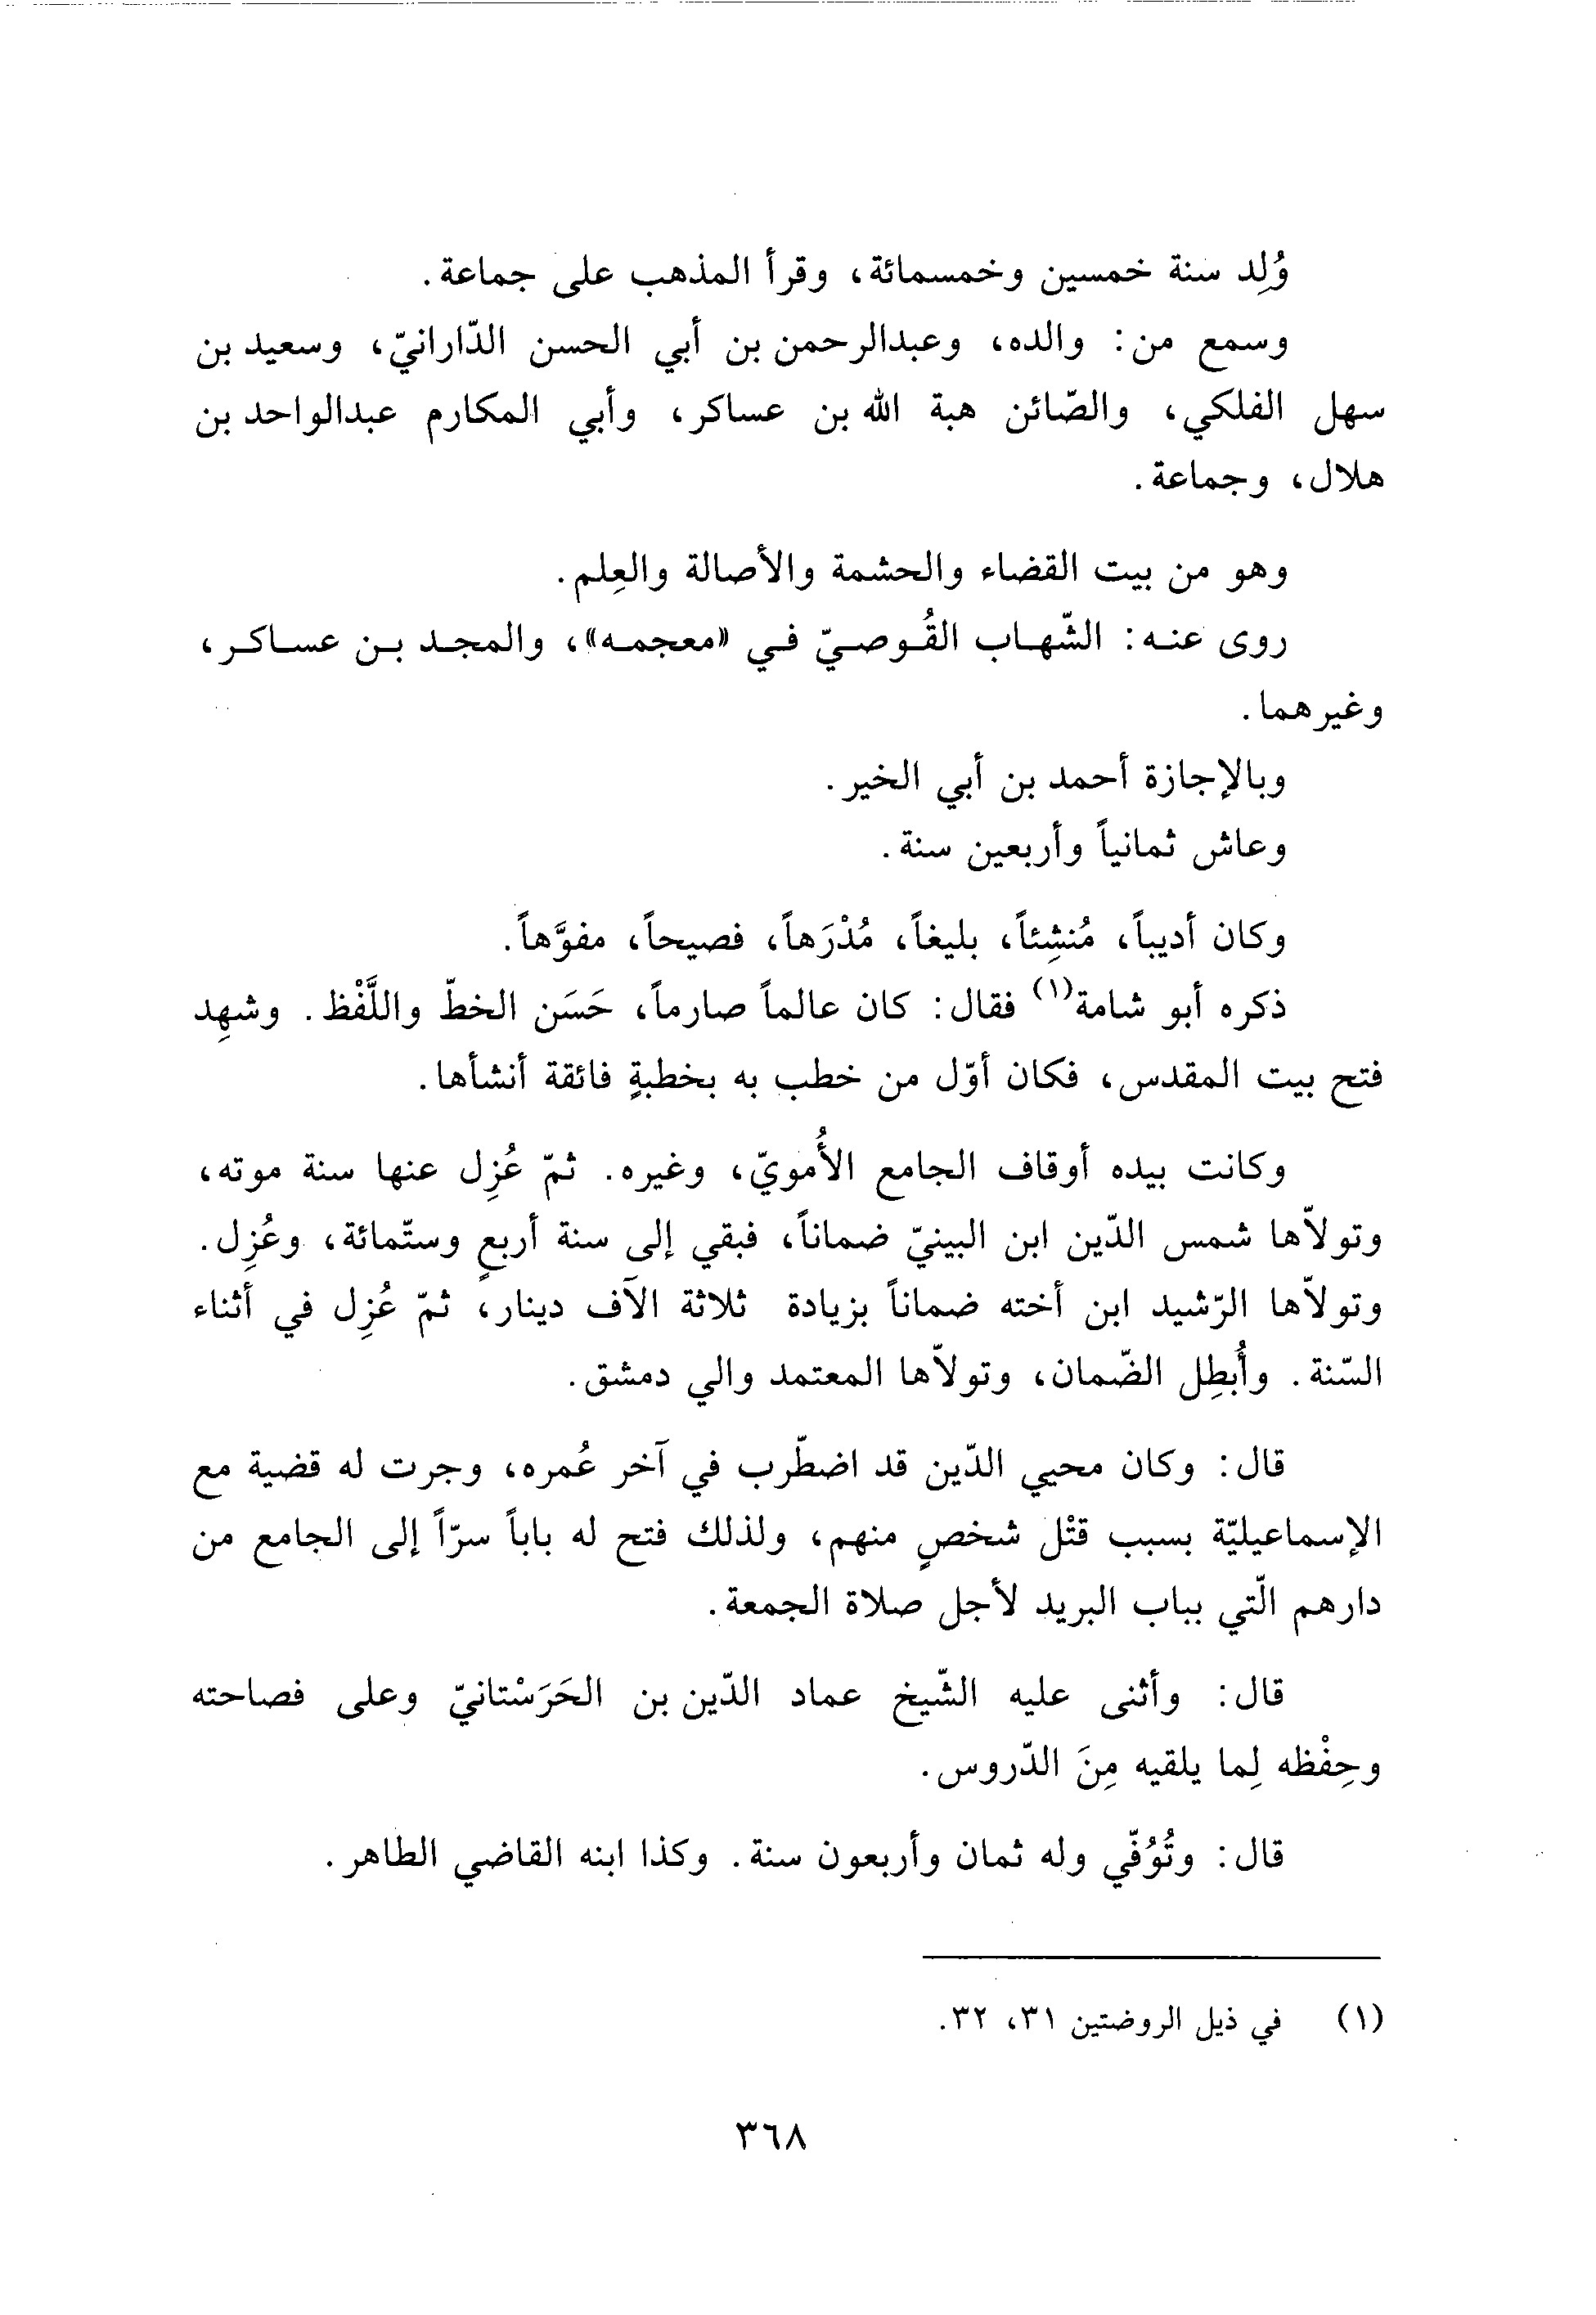 وُلِد سنة خمسين وخمسمائة، وقرأ المذهب على جماعة.
وسمع من: والده، وعبدالرحمن بن أبي الحسن الدّارانيّ، وسعيد بن
سهل الفلكي، والصّائن هبة الله بن عساكر، وأبي المكارم عبدالواحد بن
هلال، وجماعة.
وهو من بيت القضاء والحشمة والأصالة والعِلم.
روى عنه: الشّهاب القُوصيّ في «معجمه»، والمجد بن عساكر،
وغيرهما.
وبالإجازة أحمد بن أبي الخير.
وعاش ثمانياً وأربعين سنة.
وكان أديباً، مُنشِئاً، بليغاً، مُدْرَهاً، فصيحاً، مفوَّهاً.
ذكره أبو شامة(١) فقال: كان عالماً صارماً، حَسَن الخطّ واللَّفْظ. وشهِد
فتح بيت المقدس، فكان أوّل من خطب به بخطبةٍ فائقة أنشأها.
وكانت بيده أوقاف الجامع الأُمويّ، وغيره. ثمّ عُزِل عنها سنة موته،
وتولاّها شمس الدّين ابن البينيّ ضماناً، فبقي إلى سنة أربعٍ وستّمائة، وعُزِل.
وتولاّها الرّشيد ابن أخته ضماناً بزيادة ثلاثة الآف دينار، ثمّ عُزِل في أثناء
السّنة. وأُبطِل الضّمان، وتولاّها المعتمد والي دمشق.
قال: وكان محيي الدّين قد اضطّرب في آخر عُمره، وجرت له قضية مع
الإسماعيليّة بسبب قتْل شخصٍ منهم، ولذلك فتح له باباً سرّاً إلى الجامع من
دارهم الّتي بباب البريد لأجل صلاة الجمعة.
قال: وأثنى عليه الشّيخ عماد الدّين بن الحَرَسْتانيّ وعلى فصاحته
وحِفْظه لِما يلقيه مِنَ الدّروس.
قال: وتُوُفّي وله ثمان وأربعون سنة. وكذا ابنه القاضي الطاهر.
(١) في ذيل الروضتين ٣١، ٣٢.
٣٦٨